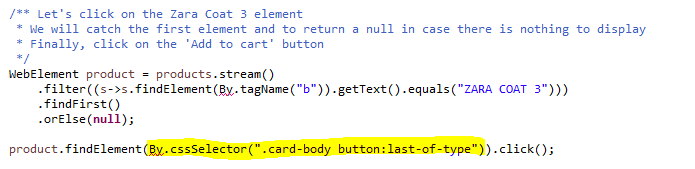 /** Let's click on the Zara Coat 3 element
* We will catch the first element and to return a null in case there is nothing to display
* Finally, click on the 'Add to cart' button
*/
WebElement product = products.stream()
.filter((s->s.findElement(By.tagName("b")).getText().equals("ZARA COAT 3")))
.findFirst()
.orElse(null);
product.findElement(By.cssSelector(".card-body button:last-of-type")).click();